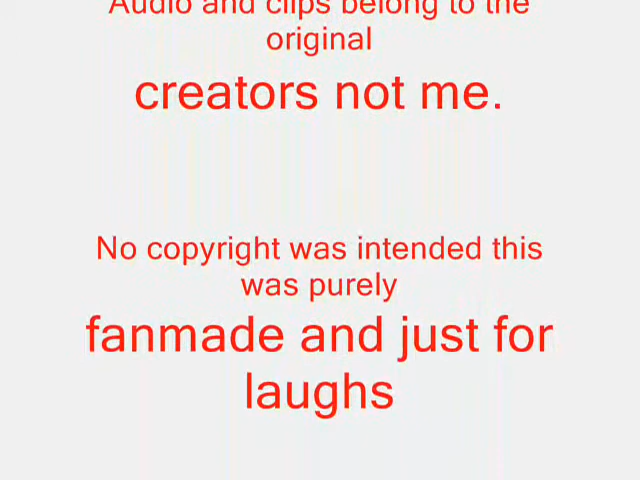 Audio and clips belong to the
original
creators not me.
No copyright was intended this
was purely
fanmade and just for
laughs